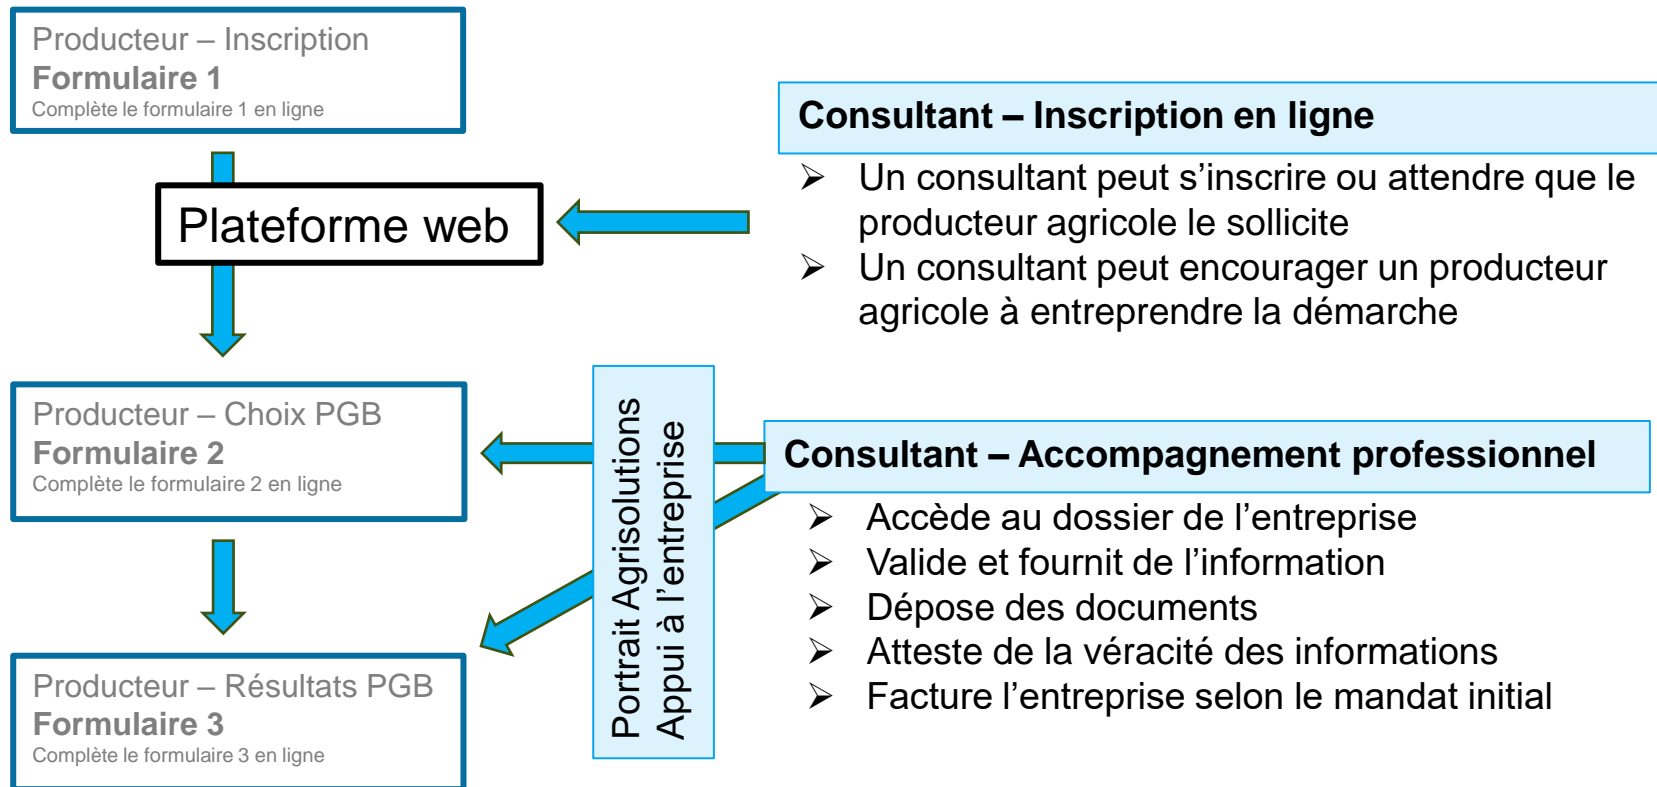 Producteur – Inscription
Formulaire 1
Complète le formulaire 1 en ligne
Plateforme web
Consultant – Inscription en ligne
➢ Un consultant peut s’inscrire ou attendre que le
producteur agricole le sollicite
➢ Un consultant peut encourager un producteur
agricole à entreprendre la démarche
Producteur – Choix PGB
Formulaire 2
Complète le formulaire 2 en ligne
Portrait Agrisolutions
Appui à l’entreprise
Consultant – Accompagnement professionnel
➢ Accède au dossier de l’entreprise
➢ Valide et fournit de l’information
➢ Dépose des documents
➢ Atteste de la véracité des informations
➢ Facture l’entreprise selon le mandat initial
Producteur – Résultats PGB
Formulaire 3
Complète le formulaire 3 en ligne